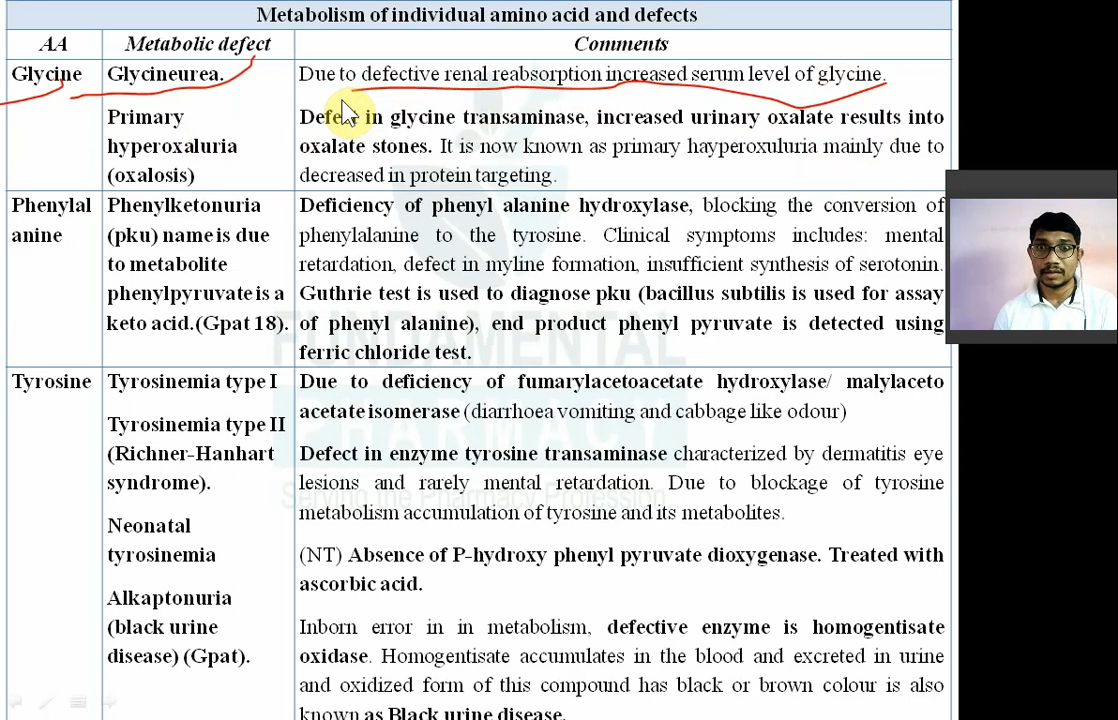 Metabolism of individual amino acid and defects
AA Metabolic defect Comments
Glycine Glycineurea. Due to defective renal reabsorption increased serum level of glycine.
Primary
hyperoxaluria
(oxalosis)
Defect in glycine transaminase, increased urinary oxalate results into
oxalate stones. It is now known as primary hayperoxuluria mainly due to
decreased in protein targeting.
Phenylal
anine
Phenylketonuria
(pku) name is due
to metabolite
phenylpyruvate is a
keto acid.(Gpat 18).
Deficiency of phenyl alanine hydroxylase, blocking the conversion of
phenylalanine to the tyrosine. Clinical symptoms includes: mental
retardation, defect in myline formation, insufficient synthesis of serotonin.
Guthrie test is used to diagnose pku (bacillus subtilis is used for assay
of phenyl alanine), end product phenyl pyruvate is detected using
ferric chloride test.
Tyrosine
Tyrosinemia type I
Due to deficiency of fumarylacetoacetate hydroxylase/ malylaceto
acetate isomerase (diarrhoea vomiting and cabbage like odour)
Tyrosinemia type II
(Richner-Hanhart
syndrome).
Defect in enzyme tyrosine transaminase characterized by dermatitis eye
lesions and rarely mental retardation. Due to blockage of tyrosine
metabolism accumulation of tyrosine and its metabolites.
Neonatal
tyrosinemia
(NT) Absence of P-hydroxy phenyl pyruvate dioxygenase. Treated with
ascorbic acid.
Alkaptonuria
(black urine
disease) (Gpat).
Inborn error in in metabolism, defective enzyme is homogentisate
oxidase. Homogentisate accumulates in the blood and excreted in urine
and oxidized form of this compound has black or brown colour is also
known as Black urine disease.
FUNDAMENTAL
PHARMACY
Serving the Pharmacy Profession